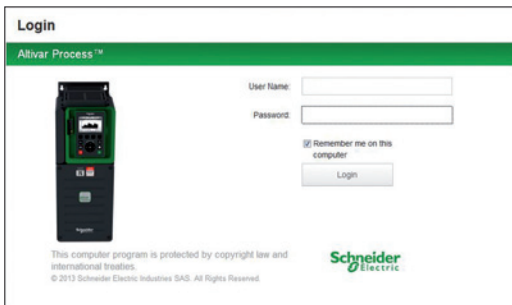 Login
Altivar Process™
User Name:
Password:
Remember me on this
computer
Login
This computer program is protected by copyright law and
international treaties.
© 2013 Schneider Electric Industries SAS. All Rights Reserved.
Schneider
Electric